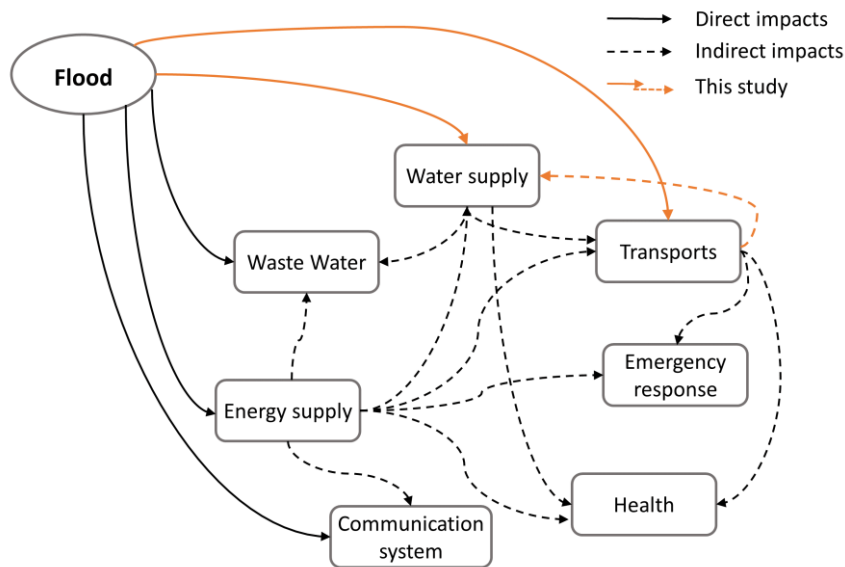 Direct impacts
Indirect impacts
This study
Flood
Water supply
Waste Water
Transports
Emergency
response
Energy supply
Health
Communication
system